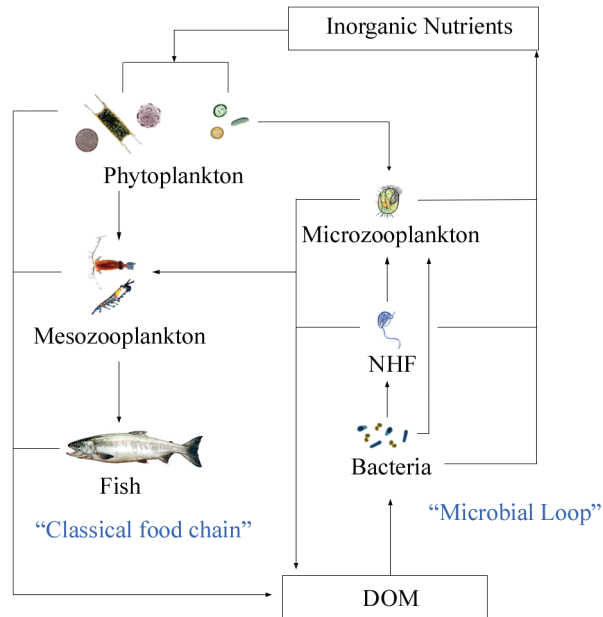 Inorganic Nutrients
Phytoplankton
Microzooplankton
Mesozooplankton
NHF
Bacteria
Fish
“Classical food chain”
“Microbial Loop”
DOM